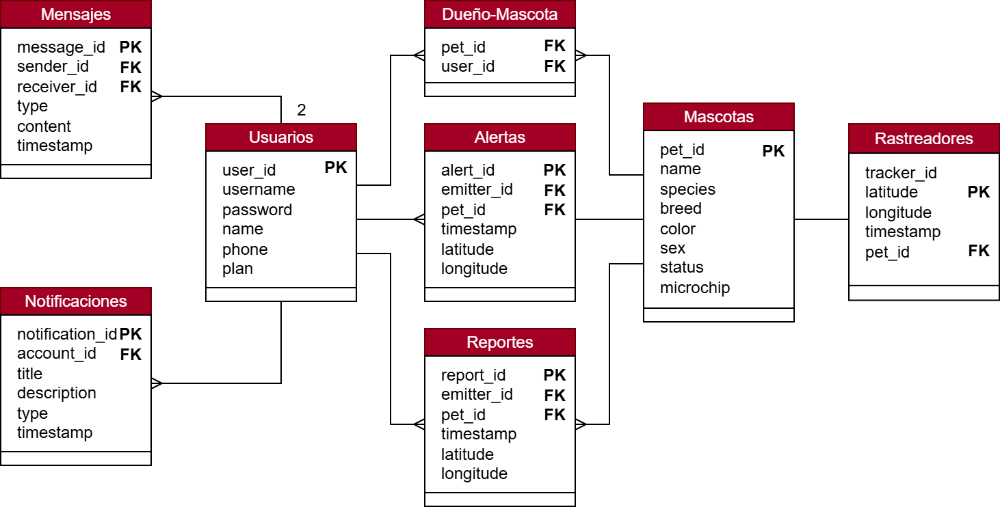 Mensajes
message_id PK
sender_id FK
receiver_id FK
type
content
timestamp
2
Usuarios
user_id PK
username
password
name
phone
plan
Notificaciones
notification_id PK
account_id FK
title
description
type
timestamp
Dueño-Mascota
pet_id FK
user_id FK
Alertas
alert_id PK
emitter_id FK
pet_id FK
timestamp
latitude
longitude
Reportes
report_id PK
emitter_id FK
pet_id FK
timestamp
latitude
longitude
Mascotas
pet_id PK
name
species
breed
color
sex
status
microchip
Rastreadores
tracker_id
latitude PK
longitude
timestamp
pet_id FK